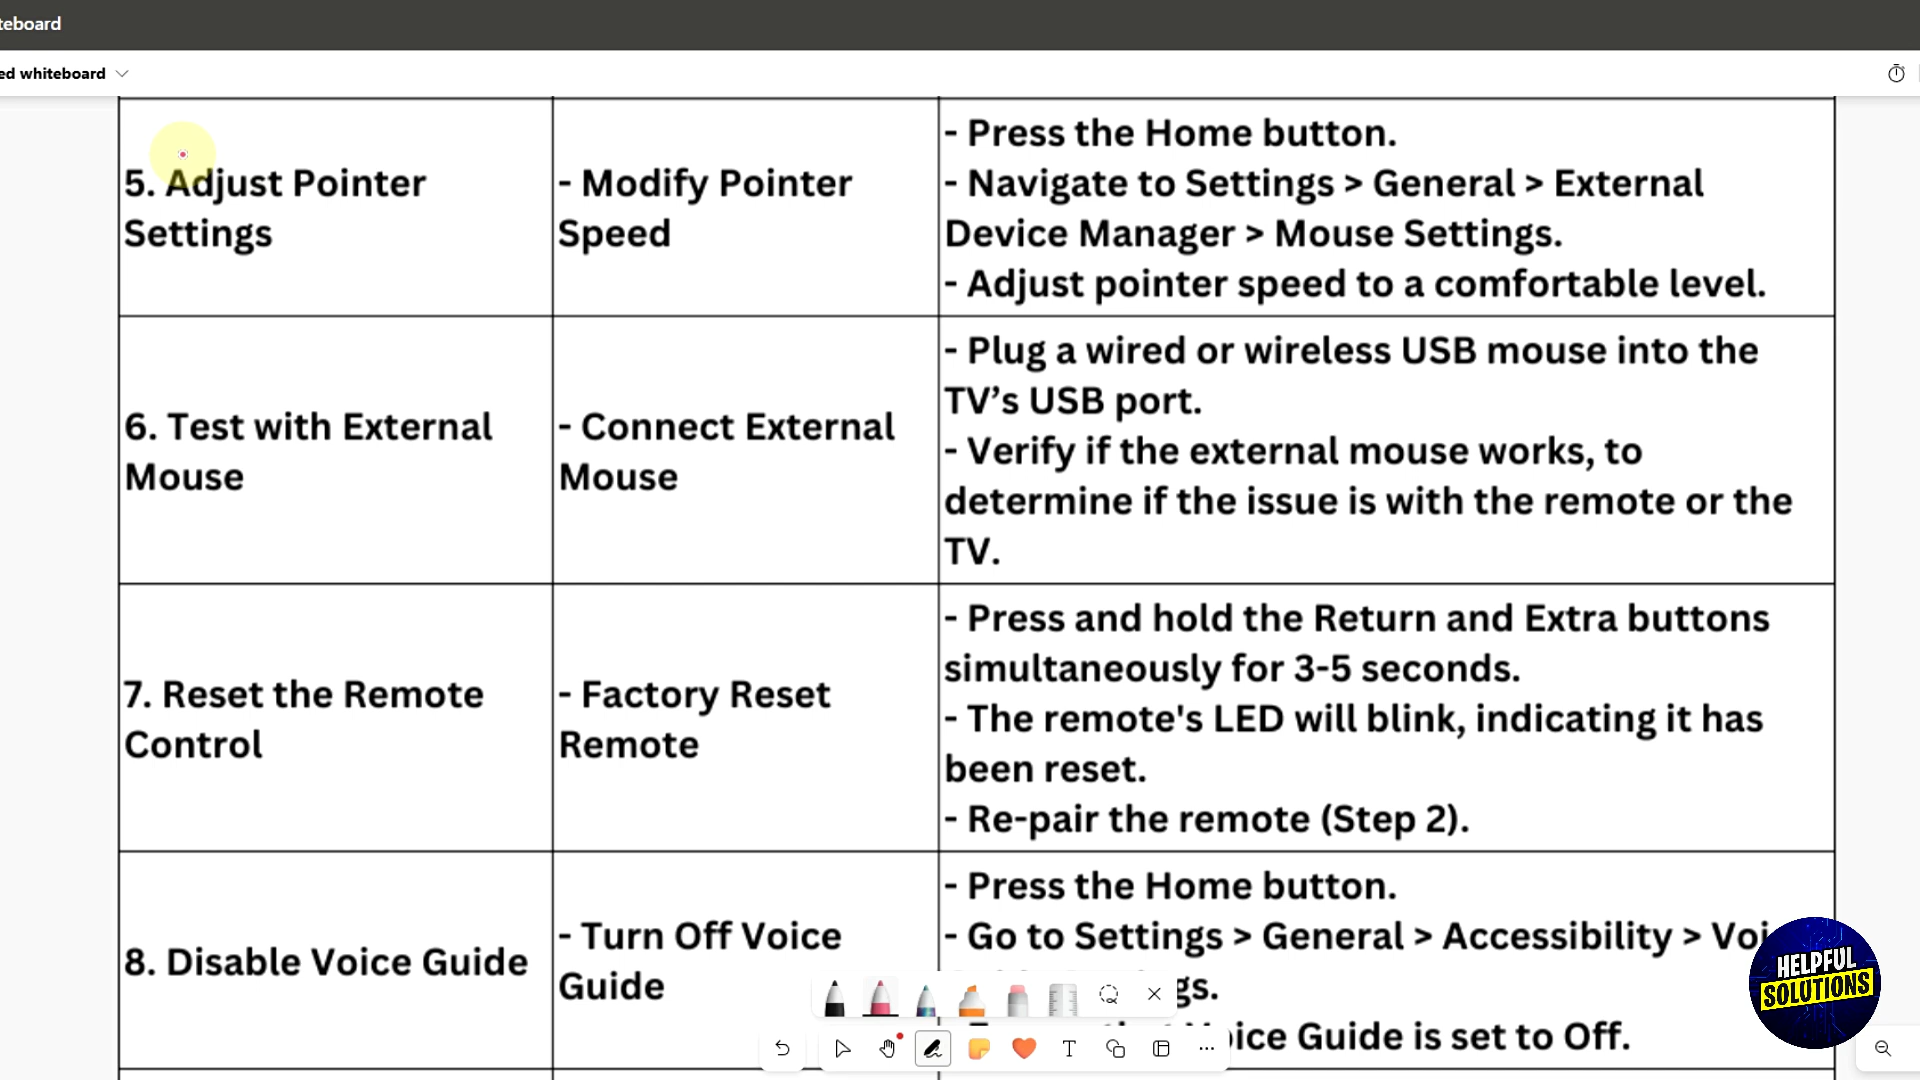 teboard
ed whiteboard
5. Adjust Pointer
Settings
- Modify Pointer
Speed
- Press the Home button.
- Navigate to Settings > General > External
Device Manager > Mouse Settings.
- Adjust pointer speed to a comfortable level.
6. Test with External
Mouse
- Connect External
Mouse
- Plug a wired or wireless USB mouse into the
TV’s USB port.
- Verify if the external mouse works, to
determine if the issue is with the remote or the
TV.
7. Reset the Remote
Control
- Factory Reset
Remote
- Press and hold the Return and Extra buttons
simultaneously for 3-5 seconds.
- The remote's LED will blink, indicating it has
been reset.
- Re-pair the remote (Step 2).
8. Disable Voice Guide
- Turn Off Voice
Guide
- Press the Home button.
- Go to Settings > General > Accessibility > Voi
gs.
ice Guide is set to Off.
HELPFUL
SOLUTIONS